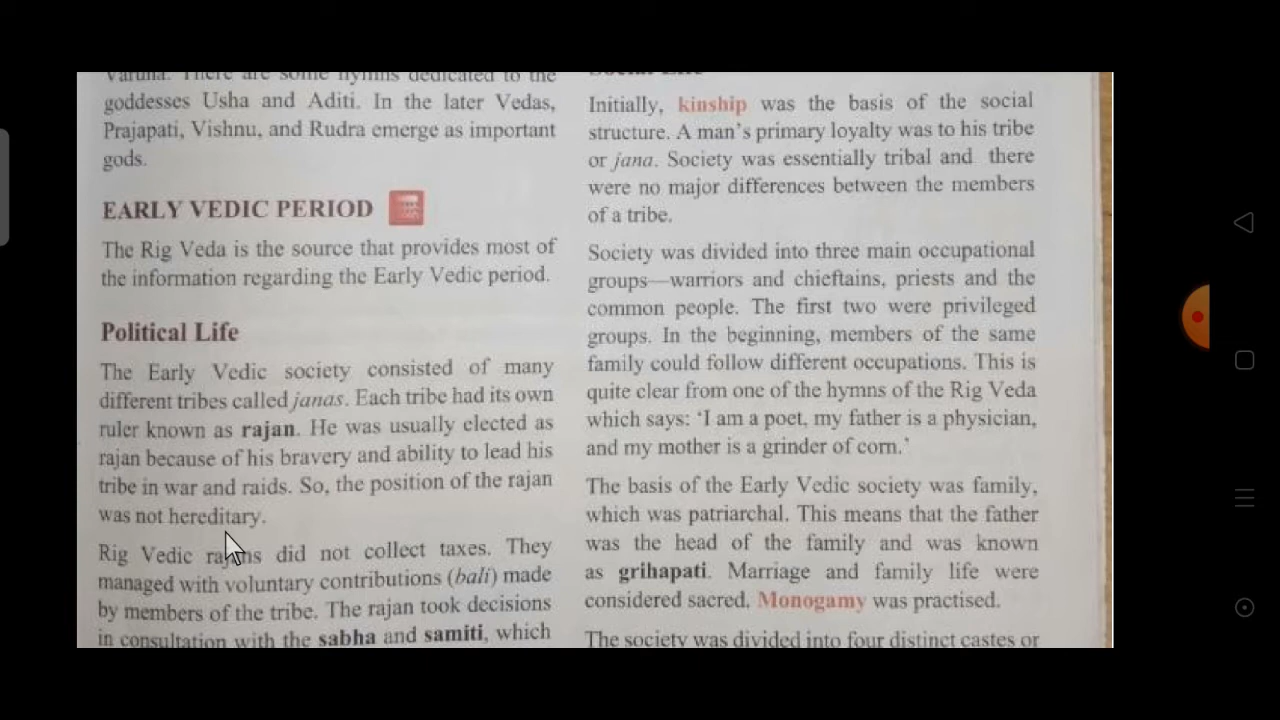 Varuna. There are some hymns dedicated to the
goddesses Usha and Aditi. In the later Vedas,
Prajapati, Vishnu, and Rudra emerge as important
gods.
EARLY VEDIC PERIOD
The Rig Veda is the source that provides most of
the information regarding the Early Vedic period.
Political Life
The Early Vedic society consisted of many
different tribes called janas. Each tribe had its own
ruler known as rajan. He was usually elected as
rajan because of his bravery and ability to lead his
tribe in war and raids. So, the position of the rajan
was not hereditary.
Rig Vedic rajans did not collect taxes. They
managed with voluntary contributions (bali) made
by members of the tribe. The rajan took decisions
in consultation with the sabha and samiti, which
Social Life
Initially, kinship was the basis of the social
structure. A man's primary loyalty was to his tribe
or jana. Society was essentially tribal and there
were no major differences between the members
of a tribe.
Society was divided into three main occupational
groups—warriors and chieftains, priests and the
common people. The first two were privileged
groups. In the beginning, members of the same
family could follow different occupations. This is
quite clear from one of the hymns of the Rig Veda
which says: 'I am a poet, my father is a physician,
and my mother is a grinder of corn.'
The basis of the Early Vedic society was family,
which was patriarchal. This means that the father
was the head of the family and was known
as grihapati. Marriage and family life were
considered sacred. Monogamy was practised.
The society was divided into four distinct castes or